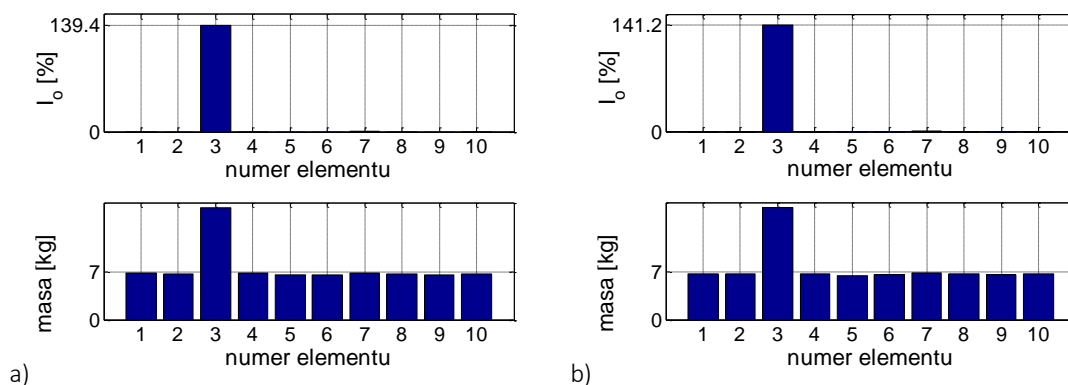 139.4
I_o [%]
0
1 2 3 4 5 6 7 8 9 10
numer elementu
7
masa [kg]
0
1 2 3 4 5 6 7 8 9 10
numer elementu
a)
141.2
I_o [%]
0
1 2 3 4 5 6 7 8 9 10
numer elementu
7
masa [kg]
0
1 2 3 4 5 6 7 8 9 10
numer elementu
b)